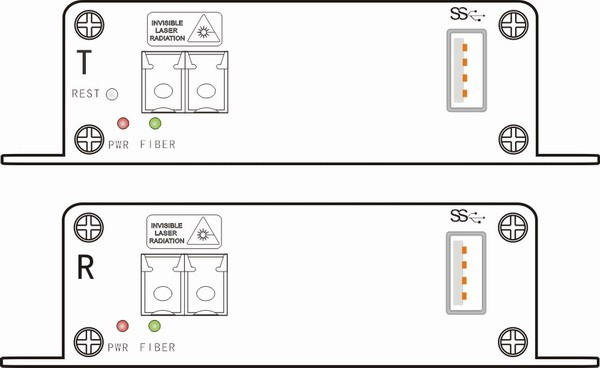 SS
INVISIBLE
LASER
RADIATION
T
REST
PWR FIBER
SS
INVISIBLE
LASER
RADIATION
R
PWR FIBER